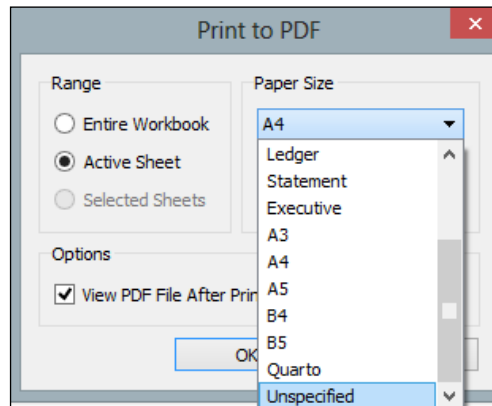 Print to PDF
Range
Entire Workbook
Active Sheet
Selected Sheets
Paper Size
A4
Ledger
Statement
Executive
A3
A4
A5
B4
B5
Quarto
Unspecified
Options
View PDF File After Prin
OK